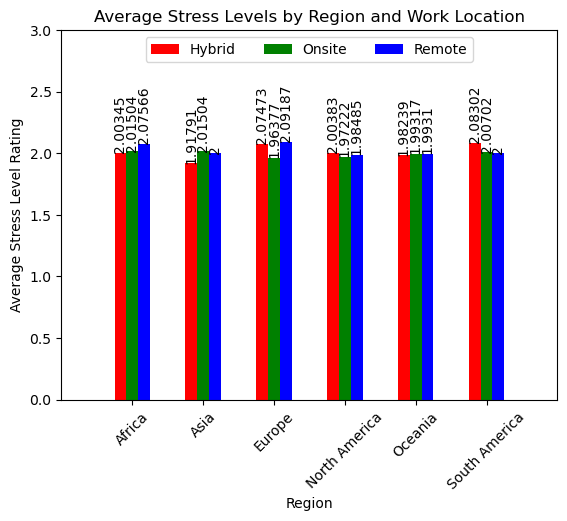 Average Stress Levels by Region and Work Location
Hybrid Onsite Remote
Average Stress Level Rating
3.0
2.5
2.0
1.5
1.0
0.5
0.0
2.00345
2.01504
2.07566
1.91791
2.01504
2
2.07473
1.96377
2.09187
2.00383
1.97222
1.98485
1.98239
1.99317
1.9931
2.08302
2.00702
2
Africa
Asia
Europe
North America
Oceania
South America
Region